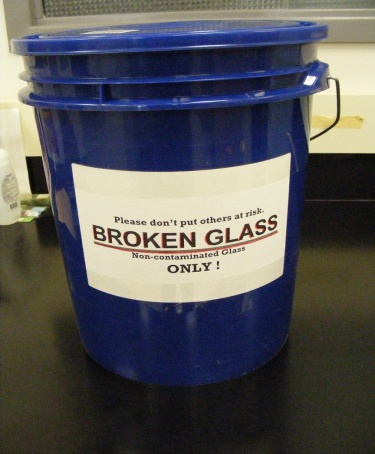 Please don't put others at risk.
BROKEN GLASS
Non-contaminated Glass
ONLY !